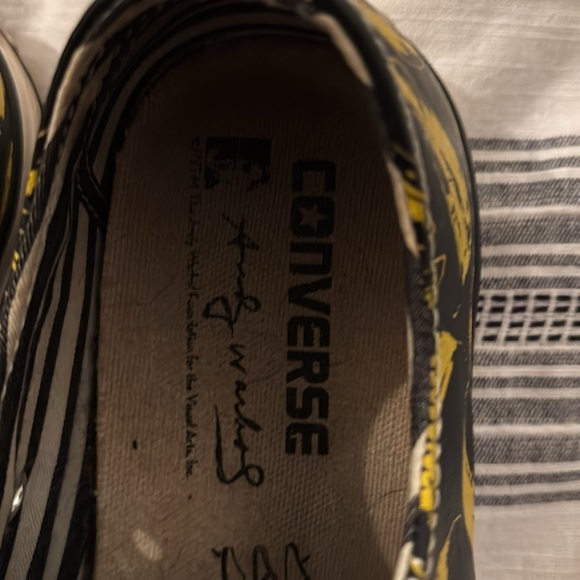 CONVERSE
Andy Warhol
The Andy Warhol Foundation for the Visual Arts, Inc.